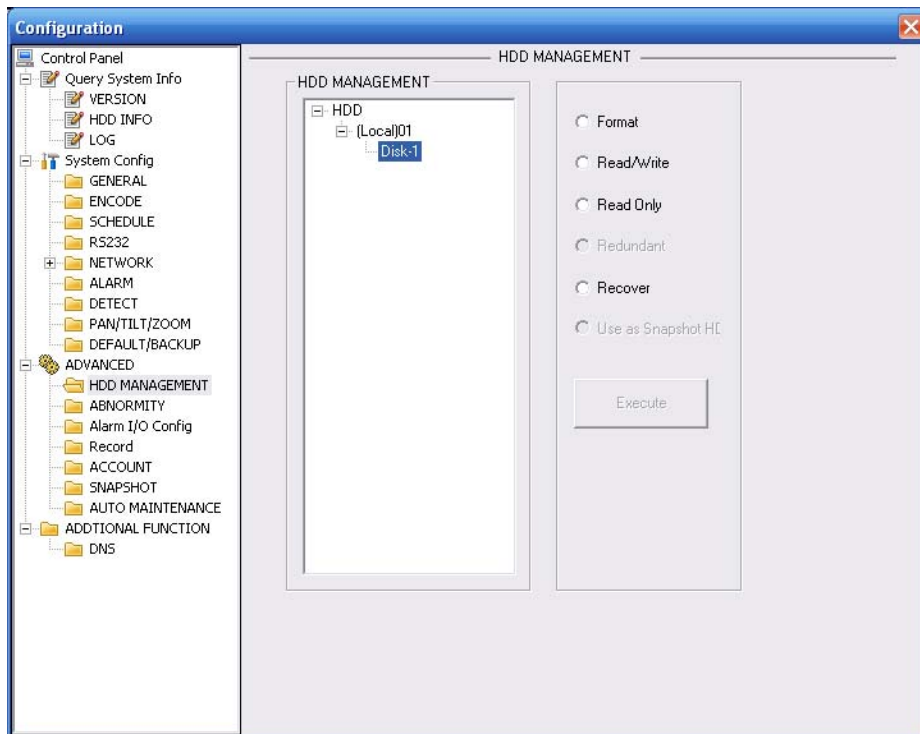 Configuration
Control Panel
Query System Info
VERSION
HDD INFO
LOG
System Config
GENERAL
ENCODE
SCHEDULE
RS232
NETWORK
ALARM
DETECT
PAN/TILT/ZOOM
DEFAULT/BACKUP
ADVANCED
HDD MANAGEMENT
ABNORMITY
Alarm I/O Config
Record
ACCOUNT
SNAPSHOT
AUTO MAINTENANCE
ADDTIONAL FUNCTION
DNS
HDD MANAGEMENT
HDD MANAGEMENT
HDD
(Local)01
Disk-1
Format
Read/Write
Read Only
Redundant
Recover
Use as Snapshot HD
Execute